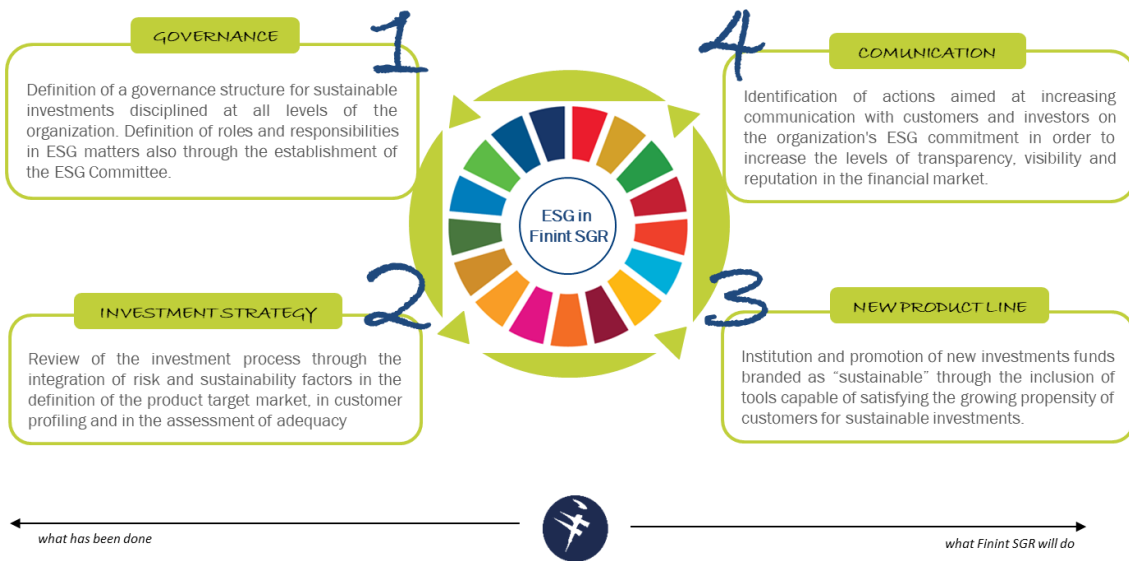 1
GOVERNANCE
Definition of a governance structure for sustainable
investments disciplined at all levels of the
organization. Definition of roles and responsibilities
in ESG matters also through the establishment of
the ESG Committee.
2
INVESTMENT STRATEGY
Review of the investment process through the
integration of risk and sustainability factors in the
definition of the product target market, in customer
profiling and in the assessment of adequacy
ESG in
Finint SGR
4
COMUNICATION
Identification of actions aimed at increasing
communication with customers and investors on
the organization's ESG commitment in order to
increase the levels of transparency, visibility and
reputation in the financial market.
3
NEW PRODUCT LINE
Institution and promotion of new investments funds
branded as “sustainable” through the inclusion of
tools capable of satisfying the growing propensity of
customers for sustainable investments.
what has been done
what Finint SGR will do